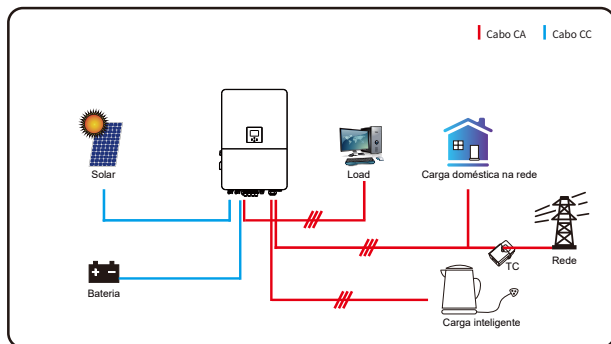 Cabo CA
Cabo CC
Solar
Load
Carga doméstica na rede
Bateria
TC
Rede
Carga inteligente